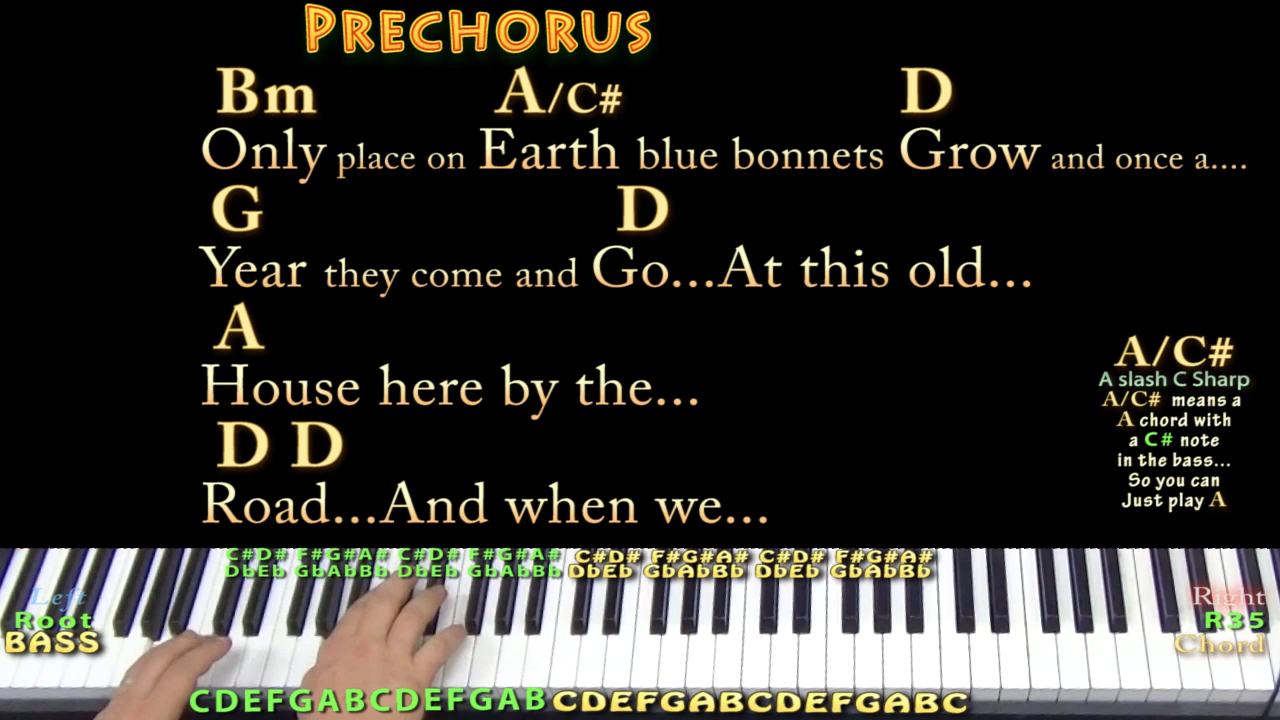 PRECHORUS
Bm A/C# D
Only place on Earth blue bonnets Grow and once a....
G D
Year they come and Go...At this old...
A
House here by the...
D D
Road...And when we...
A/C#
A slash C Sharp
A/C# means a
A chord with
a C# note
in the bass...
So you can
Just play A
C#D# F#G#A# C#D# F#G#A# C#D# F#G#A# C#D# F#G#A#
DbEb GbAbBb DbEb GbAbBb DbEb GbAbBb DbEb GbAbBb
Left
Root
BASS
Right
R35
Chord
CDEFGABCDEFGABCDEFGABCDEFGABC